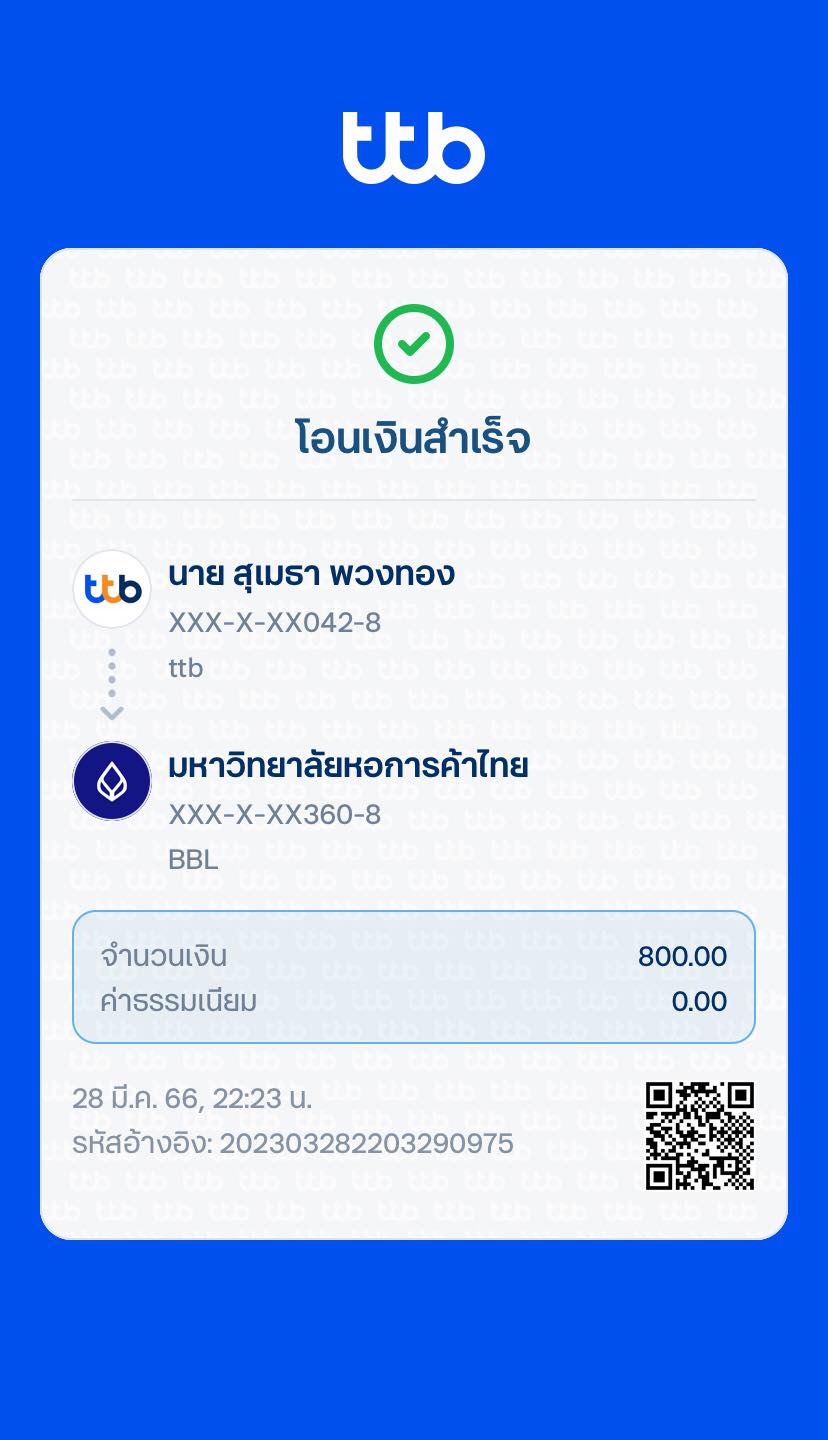 ttb
โอนเงินสำเร็จ
ttb
นาย สุเมธา พวงทอง
XXX-X-XX042-8
ttb
มหาวิทยาลัยหอการค้าไทย
XXX-X-XX360-8
BBL
จำนวนเงิน 800.00
ค่าธรรมเนียม 0.00
28 มี.ค. 66, 22:23 น.
รหัสอ้างอิง: 202303282203290975